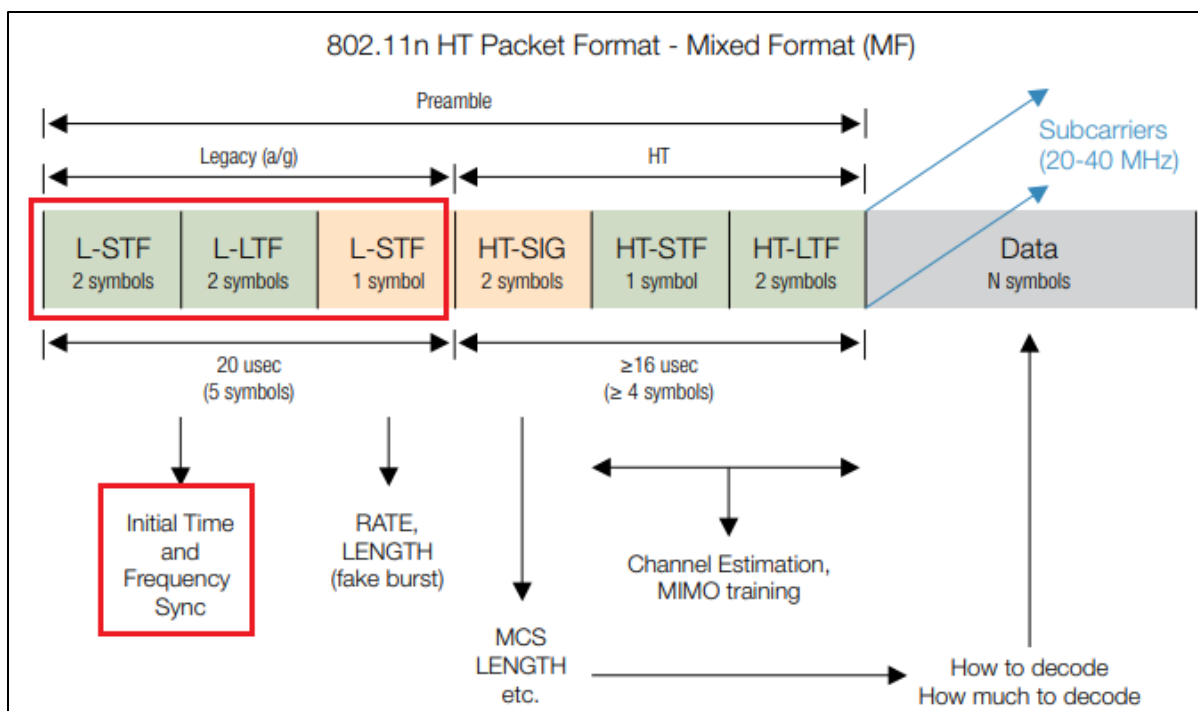 802.11n HT Packet Format - Mixed Format (MF)
Preamble
Subcarriers
(20-40 MHz)
Legacy (a/g)
HT
L-STF
2 symbols
L-LTF
2 symbols
L-STF
1 symbol
HT-SIG
2 symbols
HT-STF
1 symbol
HT-LTF
2 symbols
Data
N symbols
20 usec
(5 symbols)
≥16 usec
(≥ 4 symbols)
Initial Time
and
Frequency
Sync
RATE,
LENGTH
(fake burst)
Channel Estimation,
MIMO training
MCS
LENGTH
etc.
How to decode
How much to decode